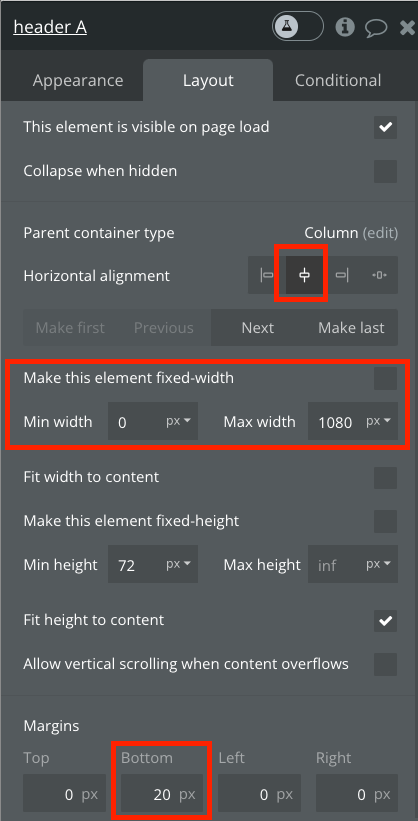 header A
Appearance Layout Conditional
This element is visible on page load
Collapse when hidden
Parent container type Column (edit)
Horizontal alignment
Make first Previous Next Make last
Make this element fixed-width
Min width 0 px Max width 1080 px
Fit width to content
Make this element fixed-height
Min height 72 px Max height inf px
Fit height to content
Allow vertical scrolling when content overflows
Margins
Top Bottom Left Right
0 px 20 px 0 px 0 px